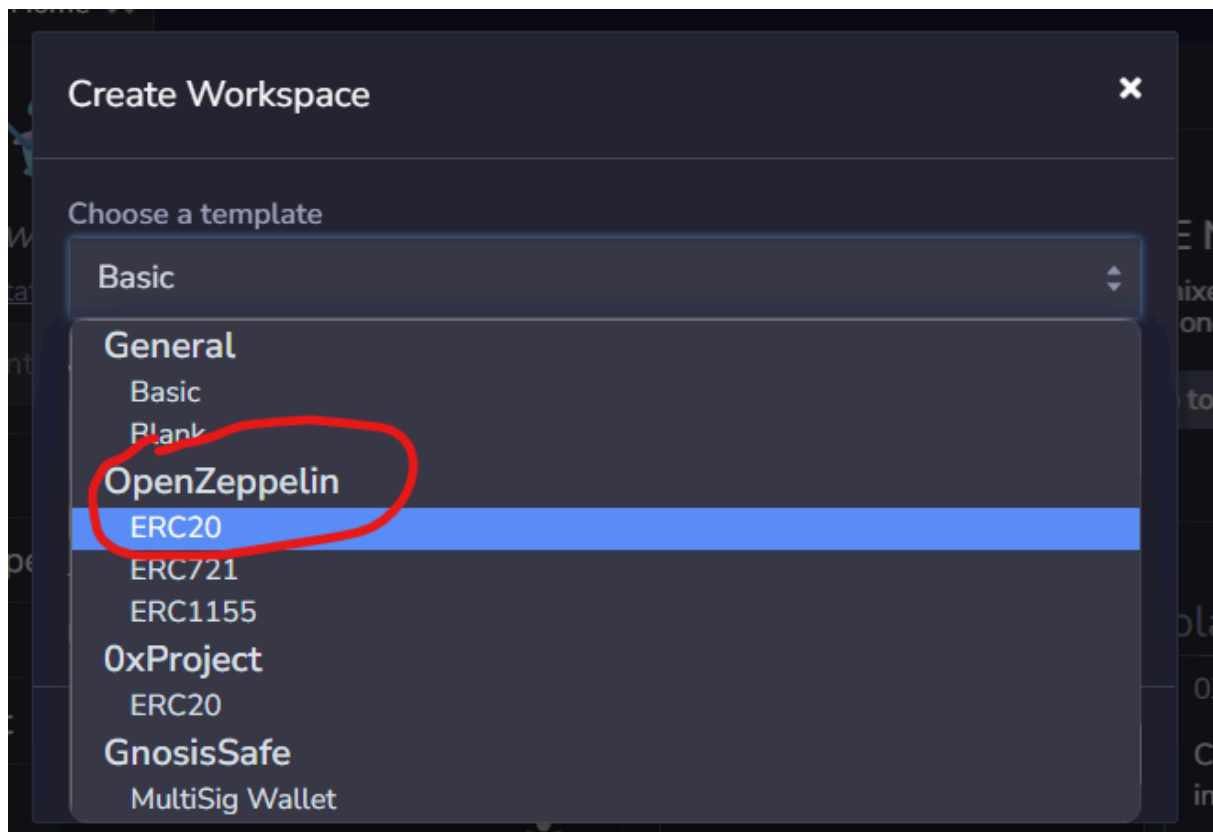 Create Workspace
Choose a template
Basic
General
Basic
Blank
OpenZeppelin
ERC20
ERC721
ERC1155
0xProject
ERC20
GnosisSafe
MultiSig Wallet